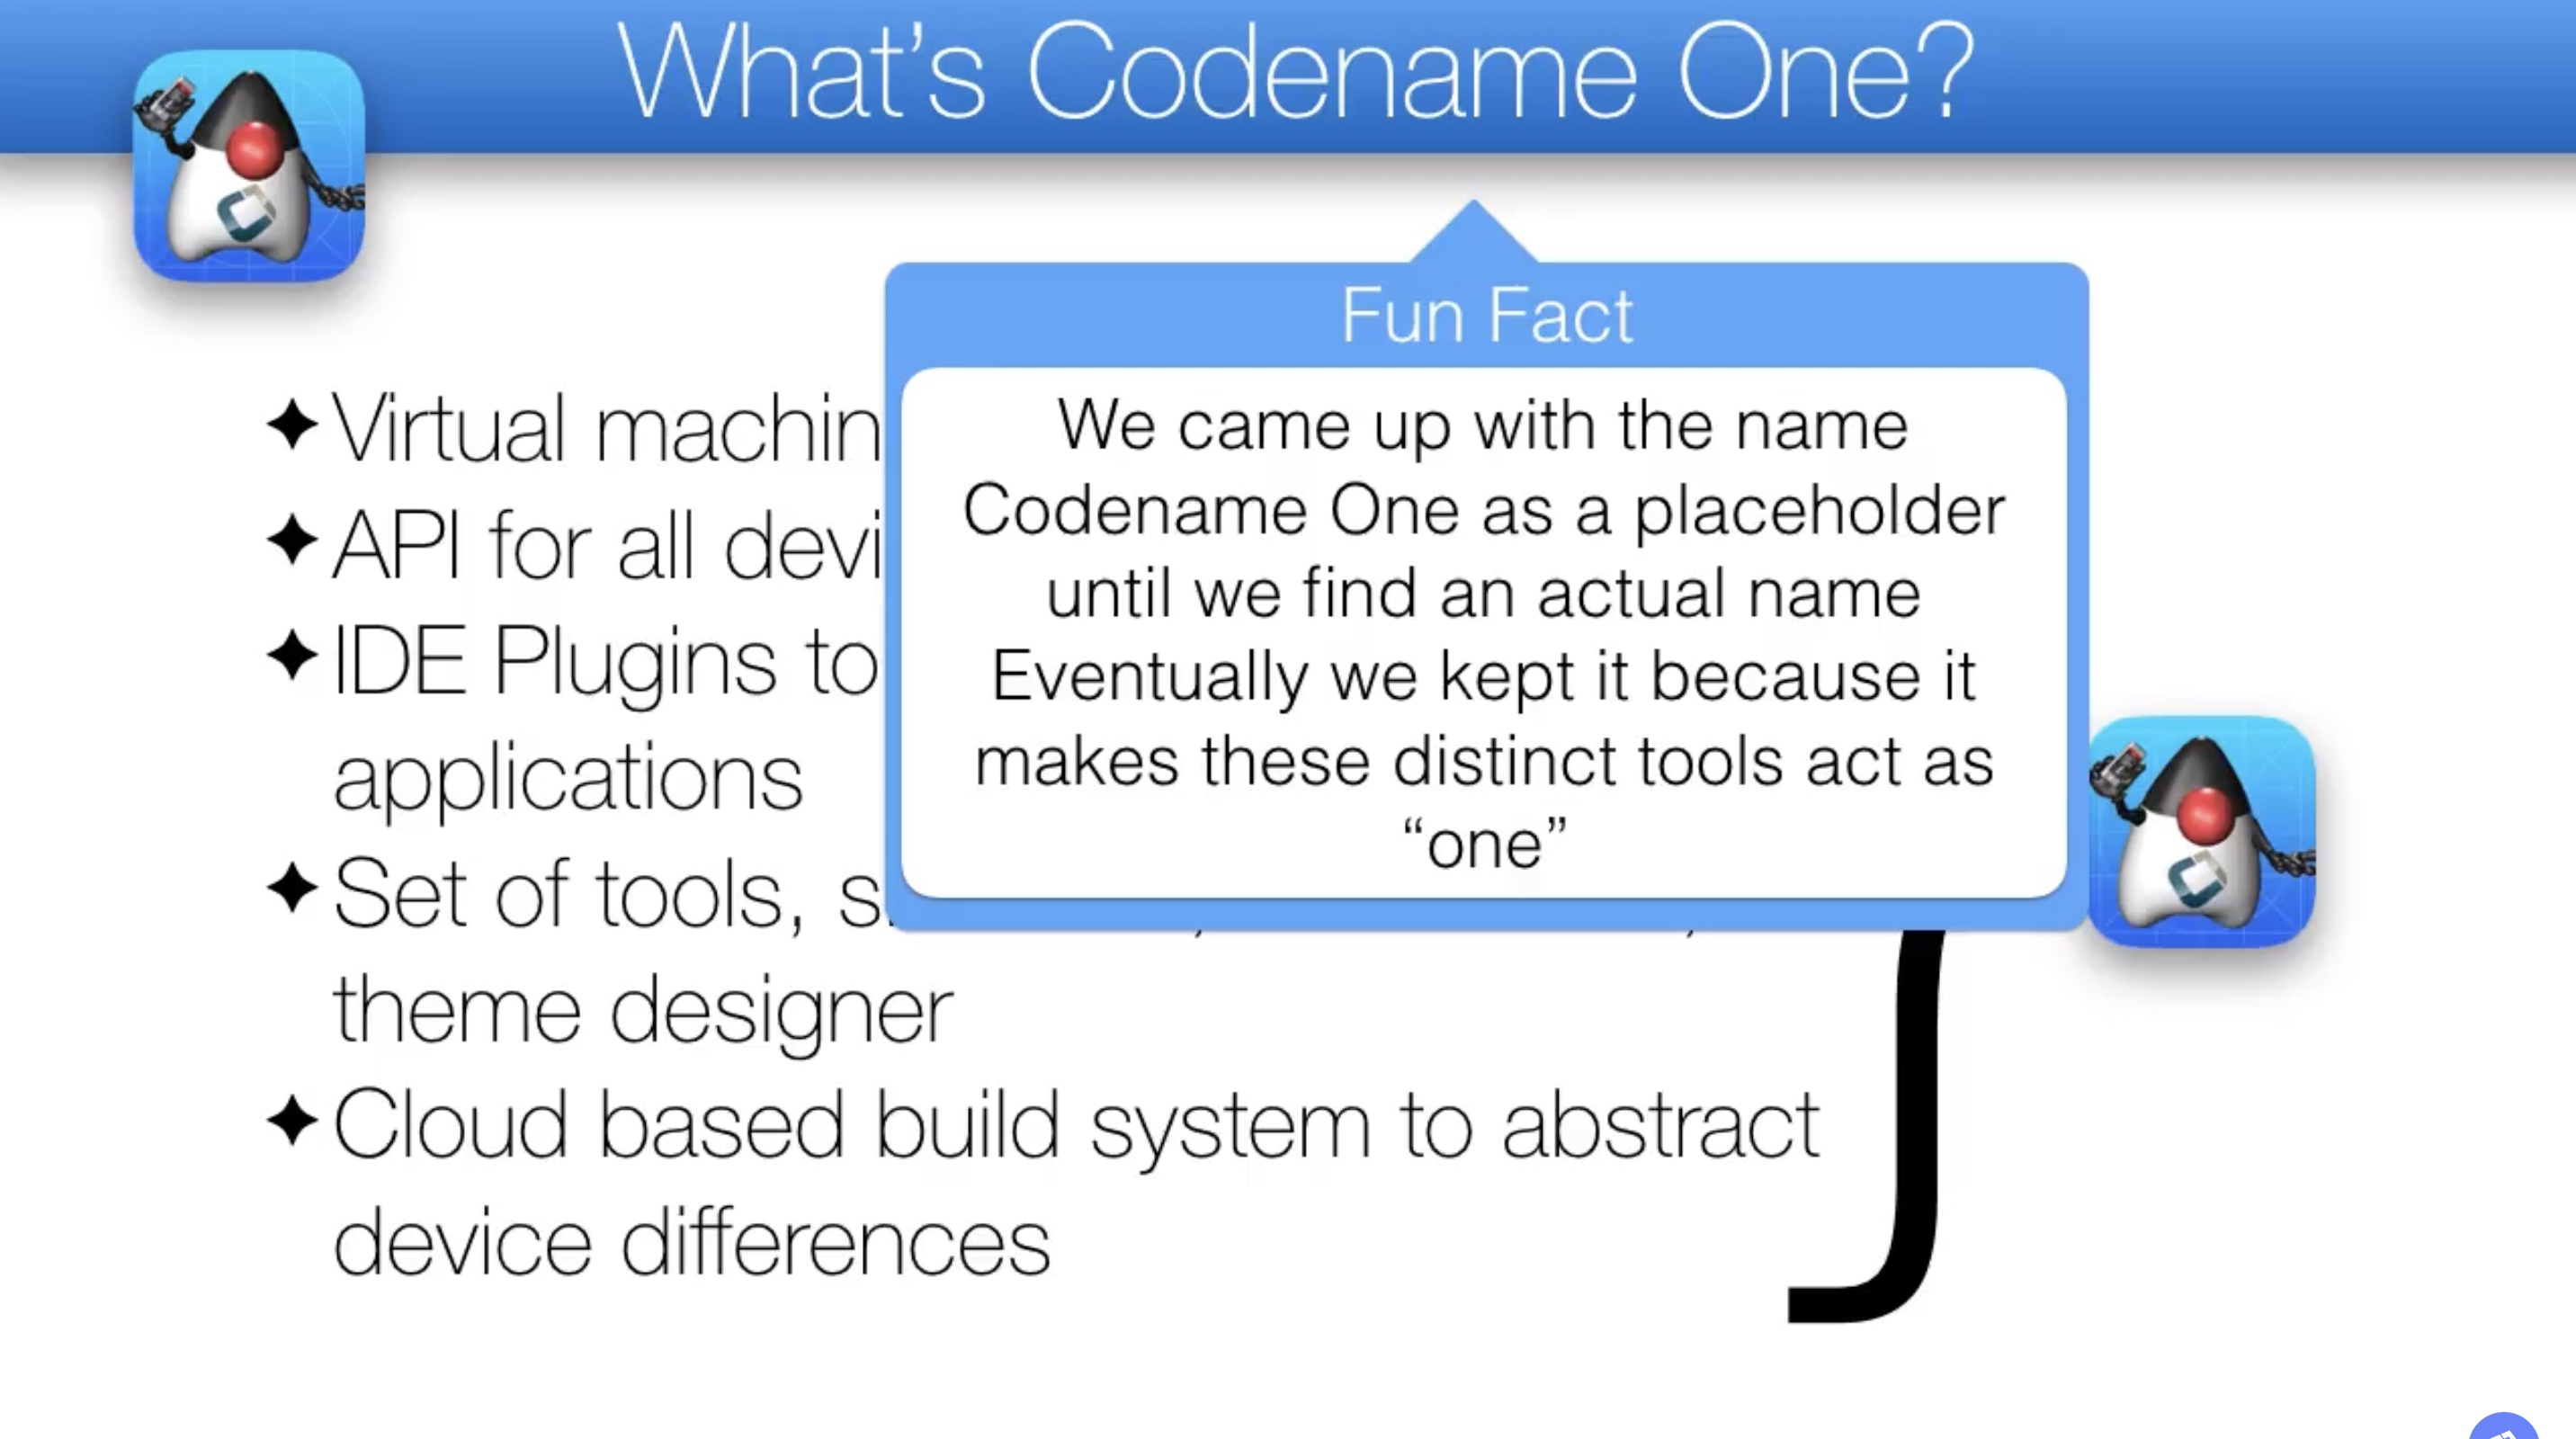 What's Codename One?
Fun Fact
We came up with the name
Codename One as a placeholder
until we find an actual name
Eventually we kept it because it
makes these distinct tools act as
“one”
Virtual
API for all
IDE Plugins to
applications
Set of tools,
theme designer
Cloud based build system to abstract
device differences